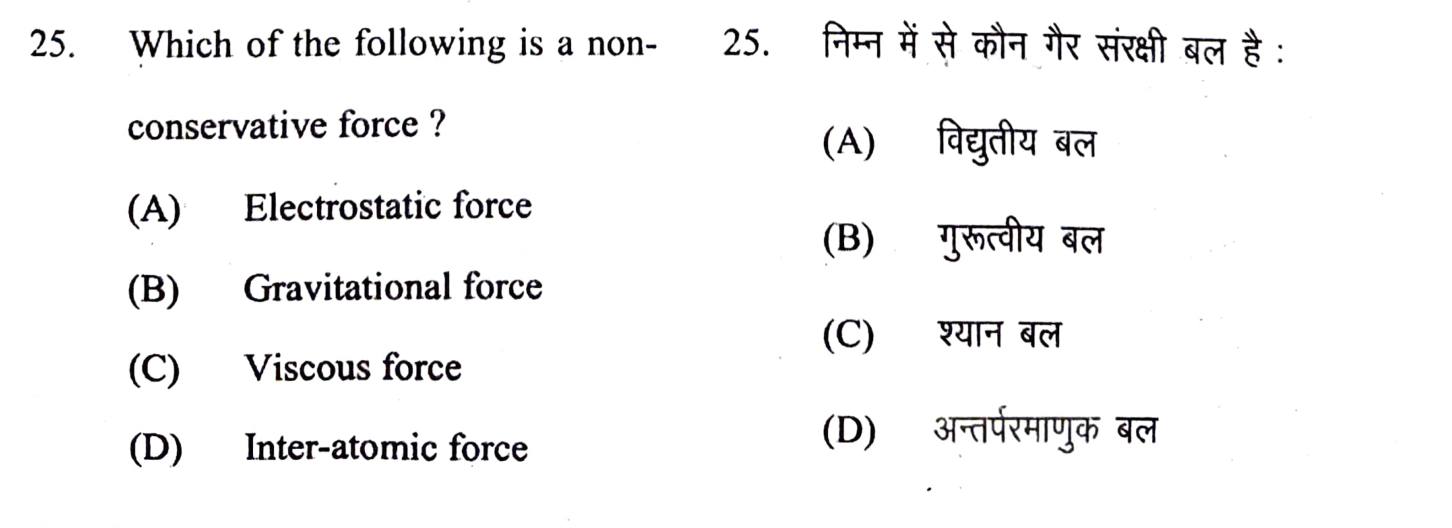 25. Which of the following is a non-
conservative force ?
(A) Electrostatic force
(B) Gravitational force
(C) Viscous force
(D) Inter-atomic force
25. निम्न में से कौन गैर संरक्षी बल है :
(A) विद्युतीय बल
(B) गुरूत्वीय बल
(C) श्यान बल
(D) अन्तर्परमाणुक बल